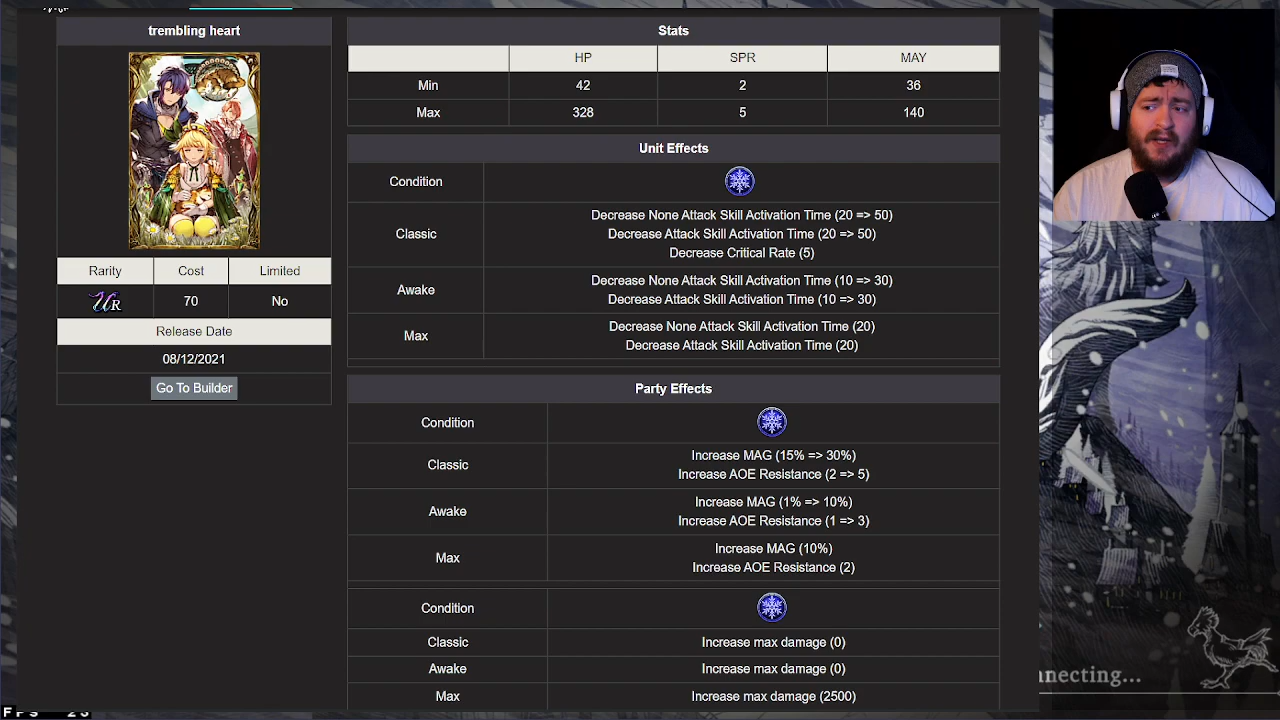 trembling heart
Rarity Cost Limited
UR 70 No
Release Date
08/12/2021
Go To Builder
Stats
HP SPR MAY
Min 42 2 36
Max 328 5 140
Unit Effects
Condition
Classic
Decrease None Attack Skill Activation Time (20 => 50)
Decrease Attack Skill Activation Time (20 => 50)
Decrease Critical Rate (5)
Awake
Decrease None Attack Skill Activation Time (10 => 30)
Decrease Attack Skill Activation Time (10 => 30)
Max
Decrease None Attack Skill Activation Time (20)
Decrease Attack Skill Activation Time (20)
Party Effects
Condition
Classic
Increase MAG (15% => 30%)
Increase AOE Resistance (2 => 5)
Awake
Increase MAG (1% => 10%)
Increase AOE Resistance (1 => 3)
Max
Increase MAG (10%)
Increase AOE Resistance (2)
Condition
Classic Increase max damage (0)
Awake Increase max damage (0)
Max Increase max damage (2500)
nnecting...
FPS 23